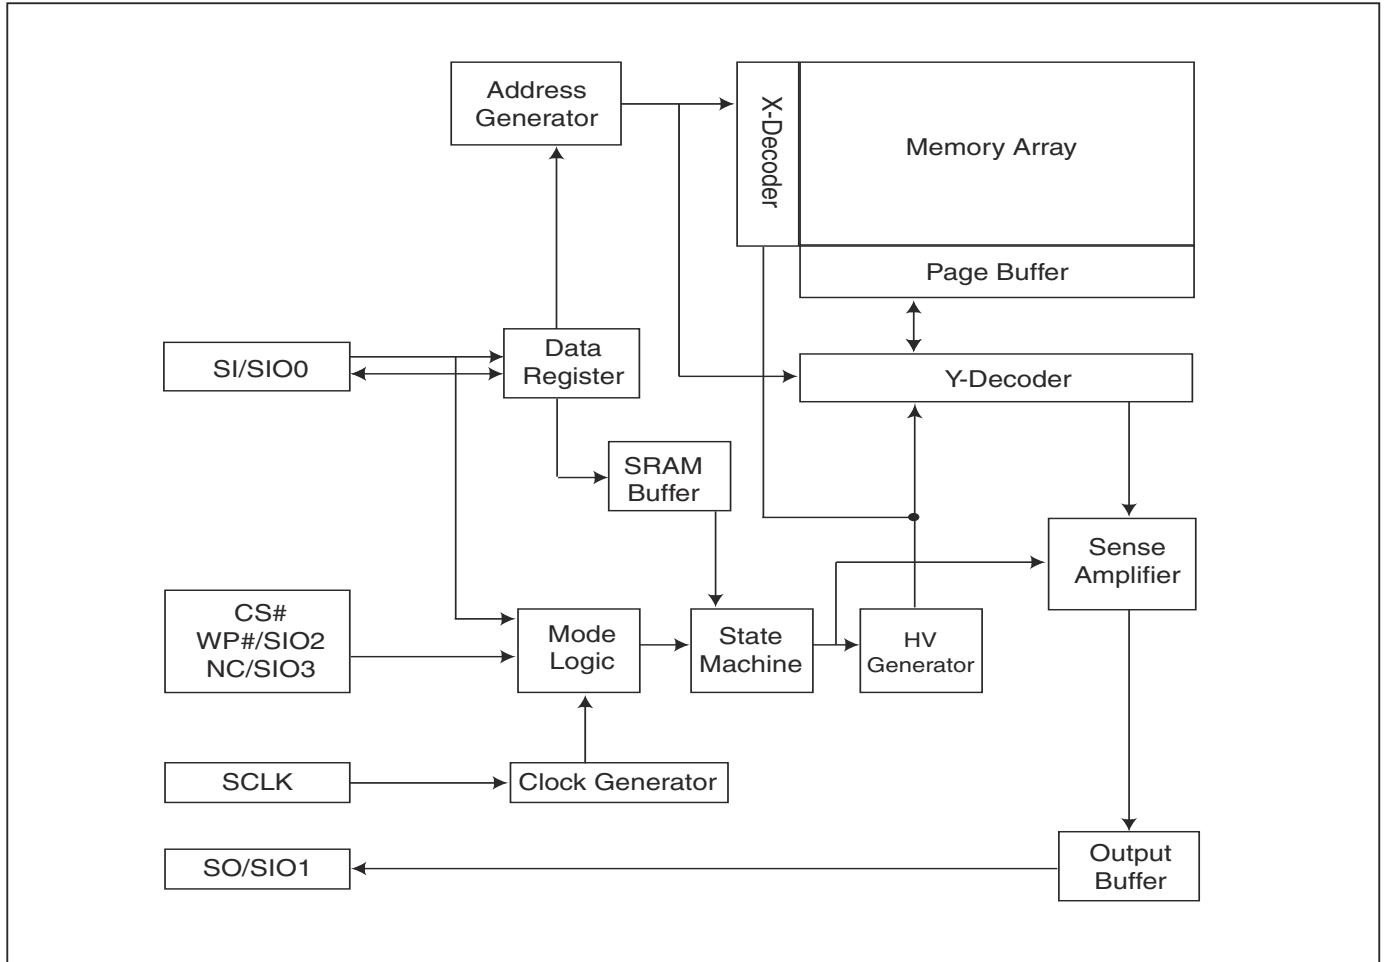 Address
Generator
X-Decoder
Memory Array
Page Buffer
SI/SIO0
Data
Register
Y-Decoder
SRAM
Buffer
Sense
Amplifier
CS#
WP#/SIO2
NC/SIO3
Mode
Logic
State
Machine
HV
Generator
SCLK
Clock Generator
SO/SIO1
Output
Buffer